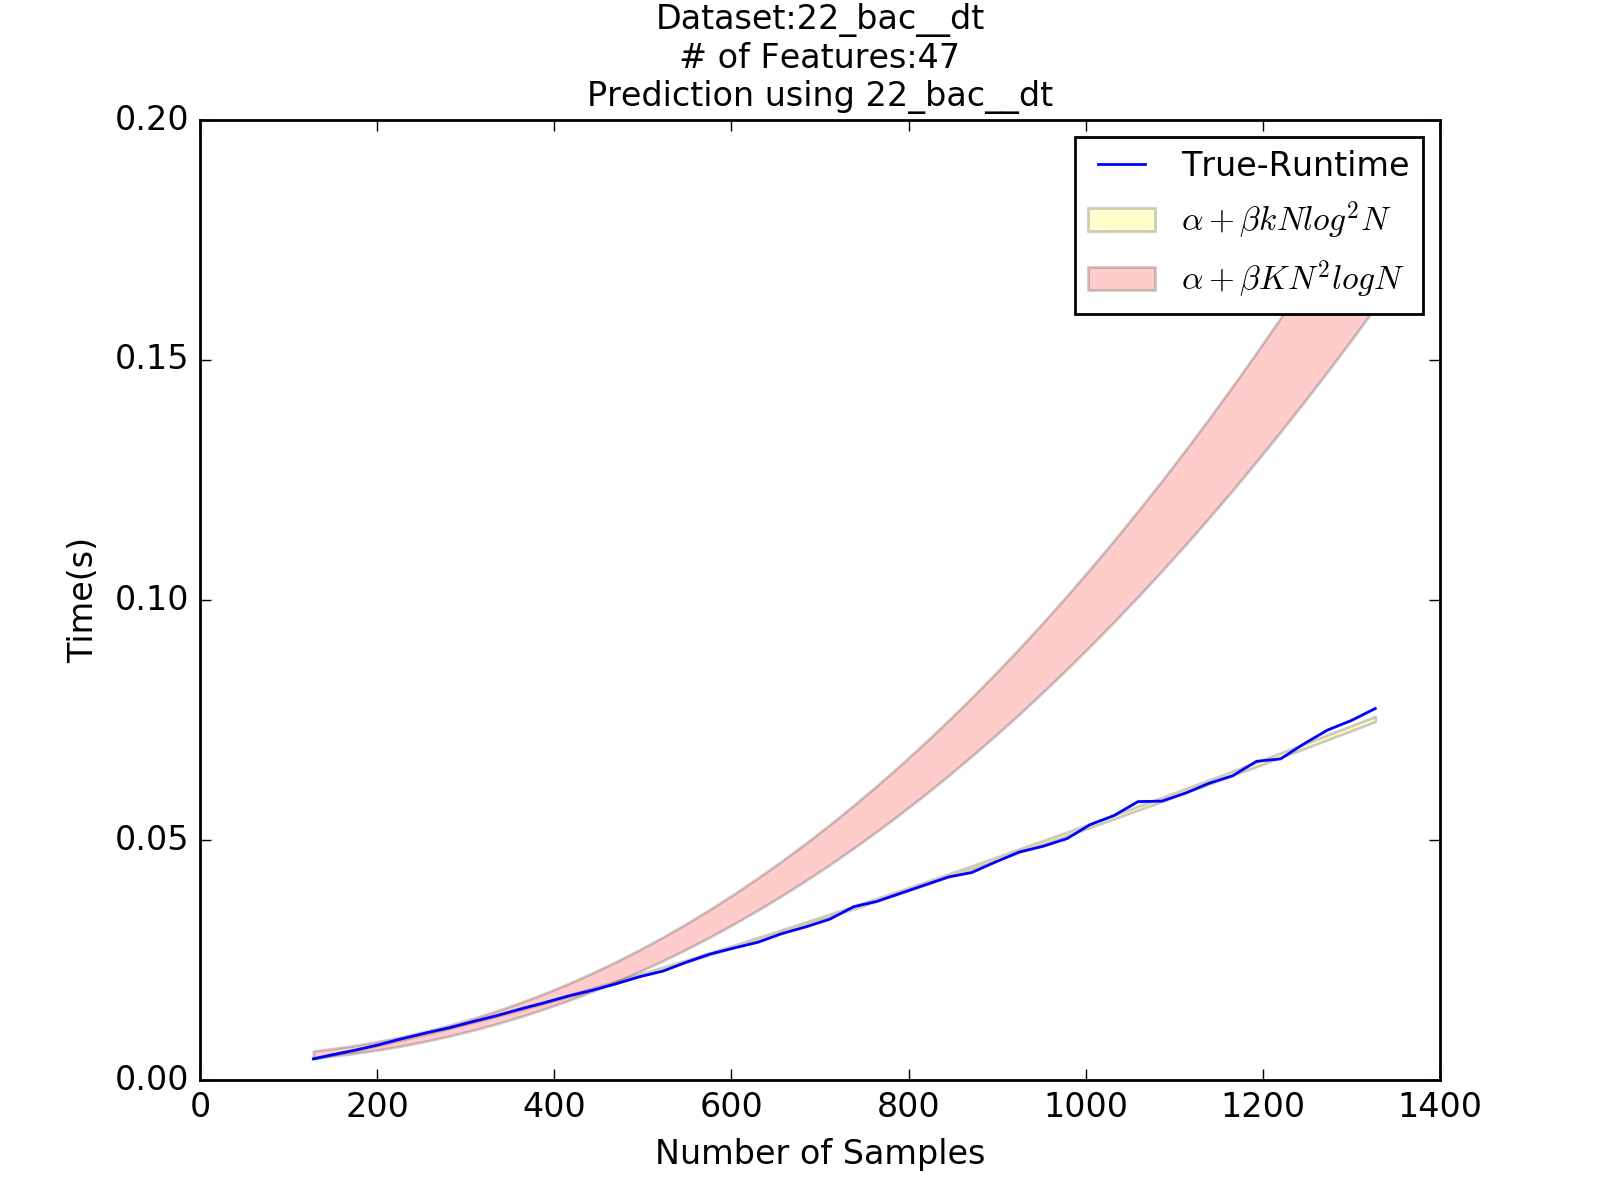 Dataset:22_bac__dt
# of Features:47
Prediction using 22_bac__dt
0.20
0.15
0.10
0.05
0.00
Time(s)
True-Runtime
α + βkNlog²N
α + βKN²logN
0 200 400 600 800 1000 1200 1400
Number of Samples